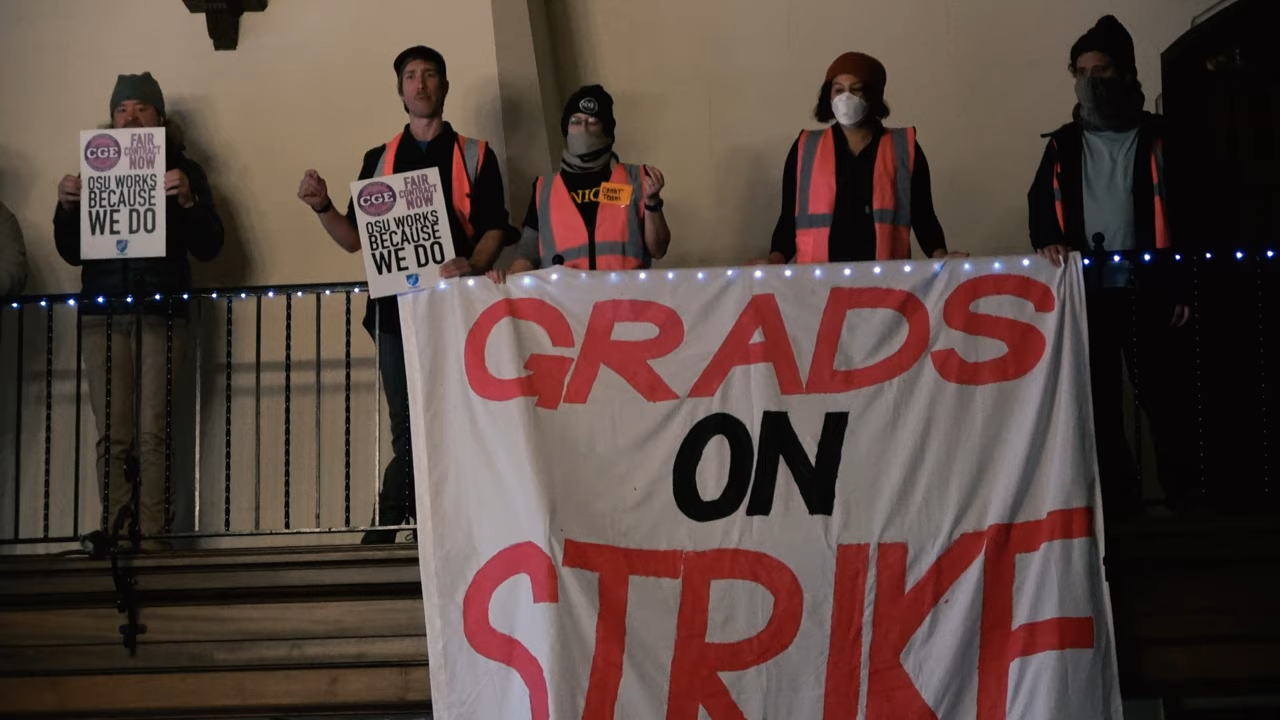 CGE
FAIR
CONTRACT
NOW
OSU WORKS
BECAUSE
WE DO
CGE
FAIR
CONTRACT
NOW
OSU WORKS
BECAUSE
WE DO
GRADS
ON
STRIKE